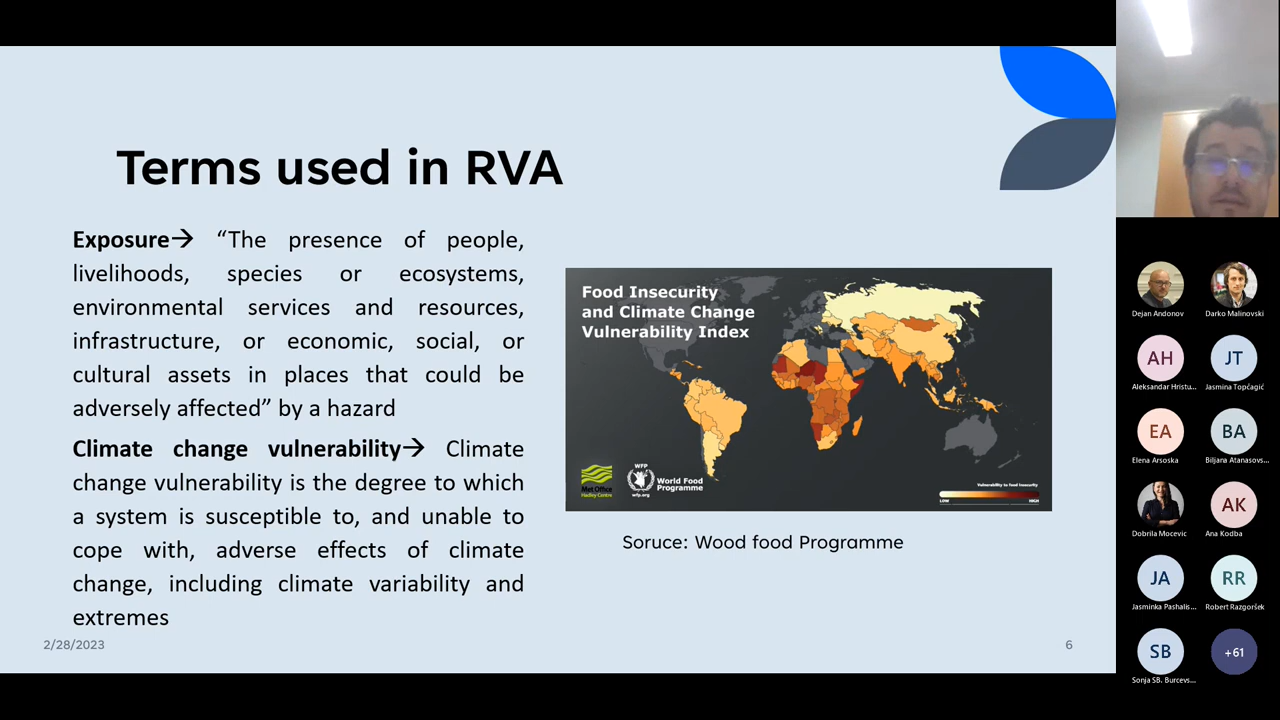 Terms used in RVA
Exposure→ “The presence of people,
livelihoods, species or ecosystems,
environmental services and resources,
infrastructure, or economic, social, or
cultural assets in places that could be
adversely affected” by a hazard
Climate change vulnerability→ Climate
change vulnerability is the degree to which
a system is susceptible to, and unable to
cope with, adverse effects of climate
change, including climate variability and
extremes
2/28/2023
Food Insecurity
and Climate Change
Vulnerability Index
Met Office
Hadley Centre
WFP
wfp.org
World Food
Programme
Vulnerability to food insecurity
LOW
HIGH
Soruce: Wood food Programme
6
Dejan Andonov
Darko Malinovski
AH
Aleksandar Hristu...
JT
Jasmina Topćagić
EA
Elena Arsoska
BA
Biljana Atanasovs...
Dobrila Mocevic
AK
Ana Kodba
JA
Jasminka Pashalis...
RR
Robert Razgoršek
SB
Sonja SB. Burcevs...
+61